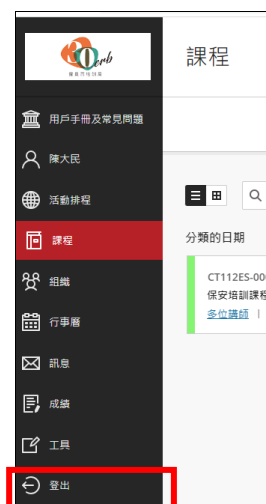 erb
課程
用戶手冊及常見問題
陳大民
活動排程
課程
分類的日期
組織
CT112ES-00
保安培訓課程
多位講師 |
行事曆
訊息
成績
工具
登出